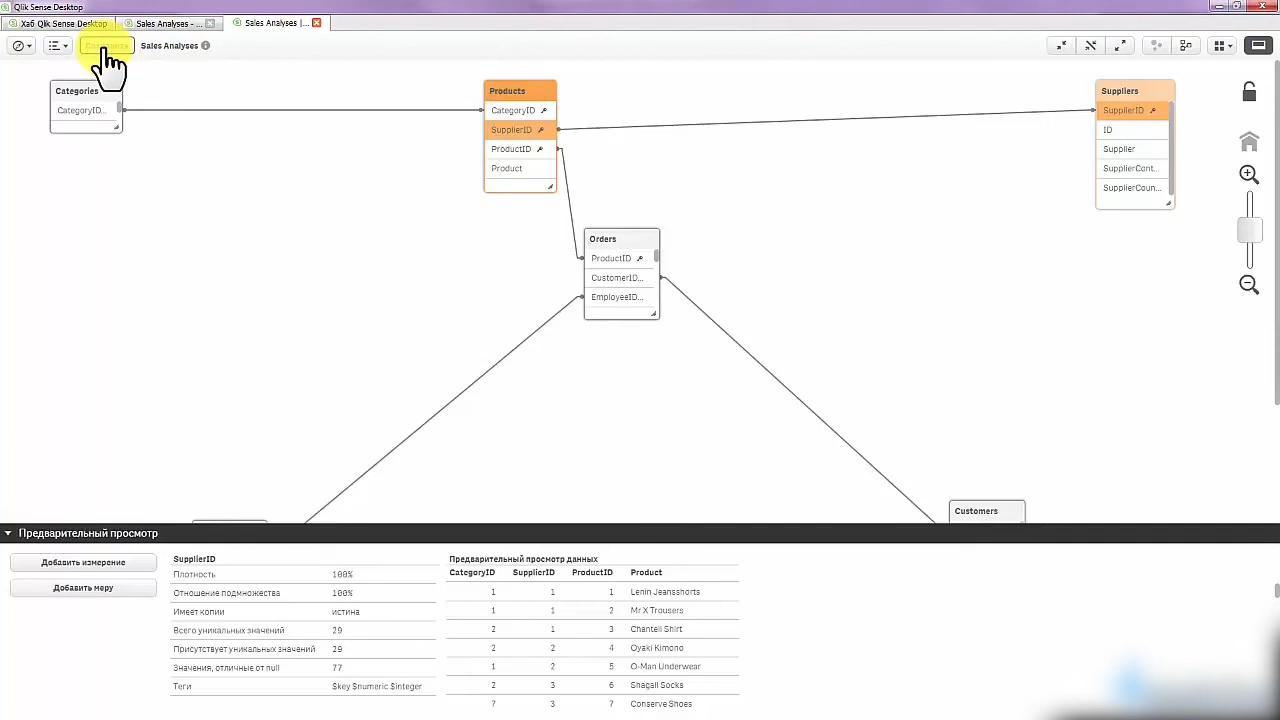 Qlik Sense Desktop
Хаб Qlik Sense Desktop
Sales Analyses - ...
Sales Analyses |...
Sales Analyses
Categories
CategoryID...
Products
CategoryID
SupplierID
ProductID
Product
Suppliers
SupplierID
ID
Supplier
SupplierCont...
SupplierCoun...
Orders
ProductID
CustomerID...
EmployeeID...
Customers
Предварительный просмотр
Добавить измерение
Добавить меру
SupplierID
Плотность 100%
Отношение подмножества 100%
Имеет копии истина
Всего уникальных значений 29
Присутствует уникальных значений 29
Значения, отличные от null 77
Теги $key $numeric $integer
Предварительный просмотр данных
CategoryID SupplierID ProductID Product
1 1 1 Lenin Jeansshorts
1 1 2 Mr X Trousers
2 1 3 Chantell Shirt
2 2 4 Oyaki Kimono
1 2 5 O-Man Underwear
2 3 6 Shagall Socks
7 3 7 Conserve Shoes